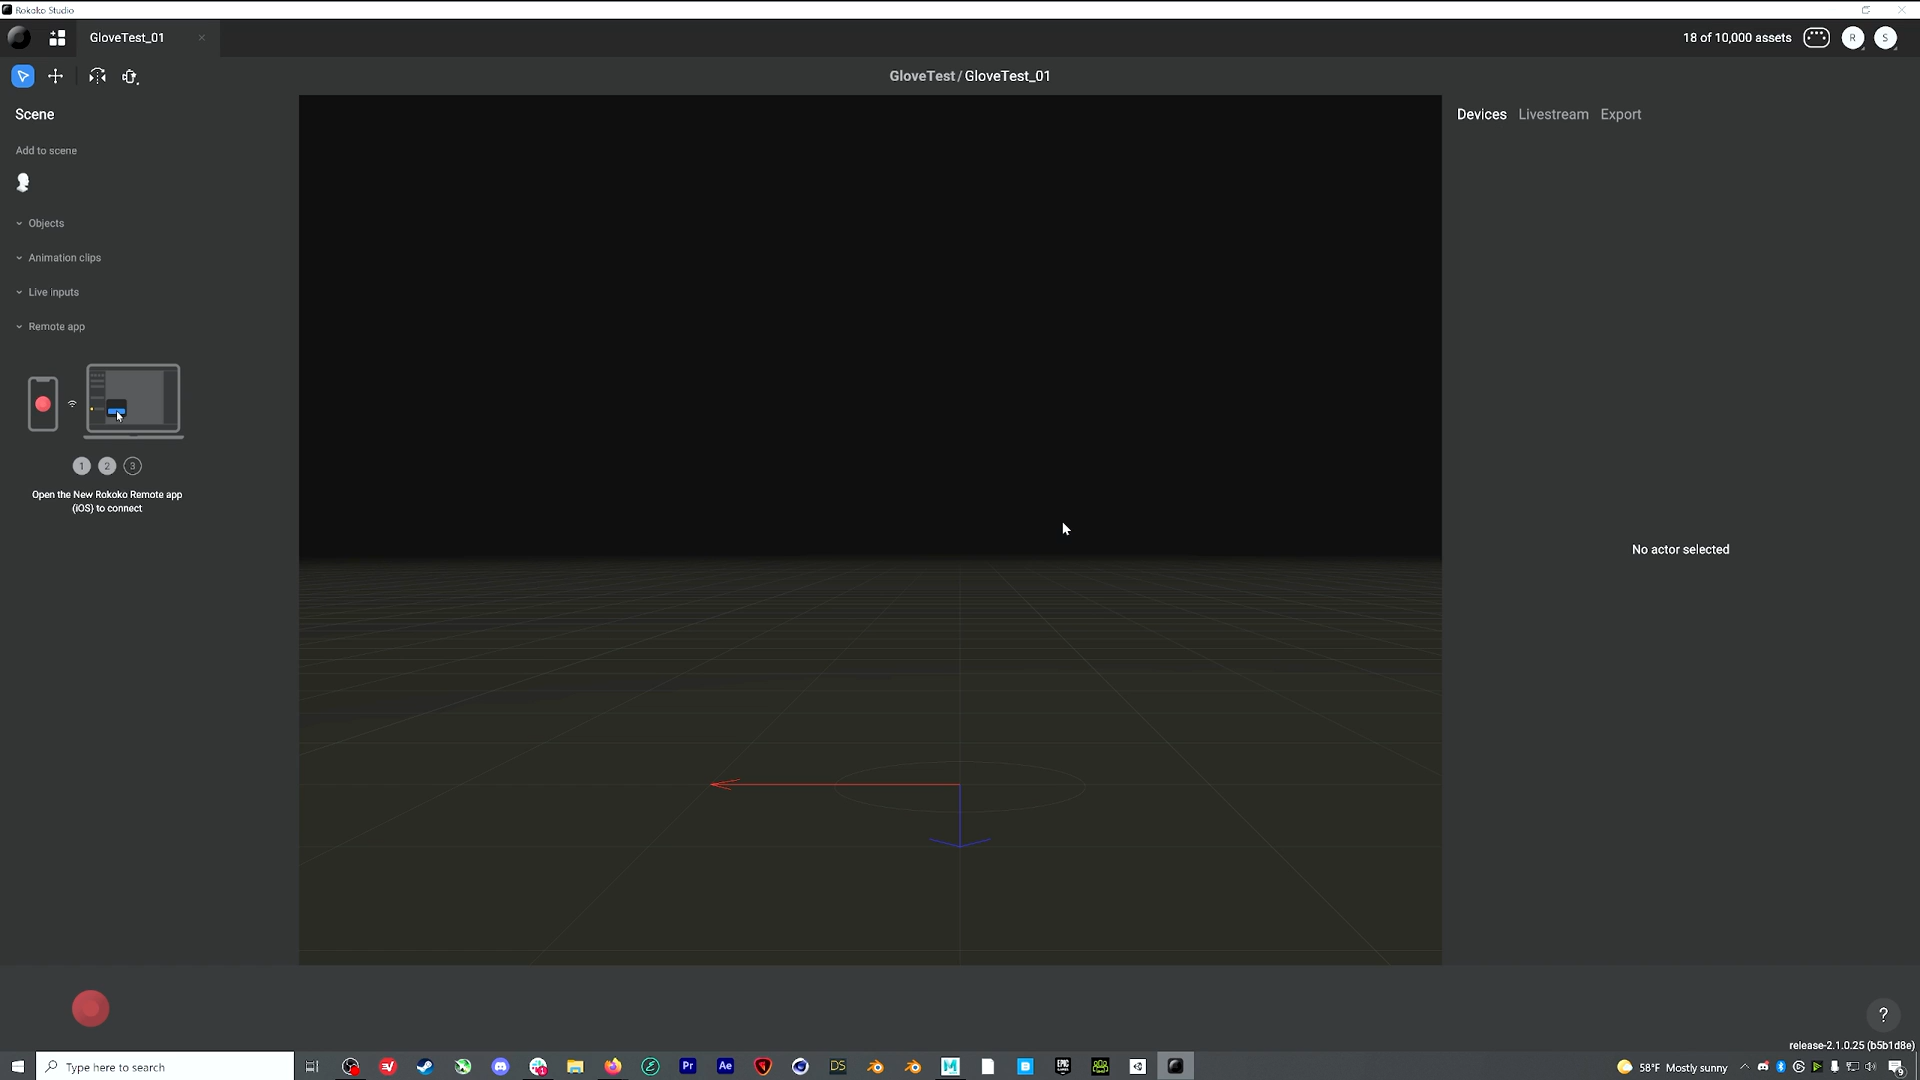 Rokoko Studio
GloveTest_01
18 of 10,000 assets
R
S
GloveTest / GloveTest_01
Scene
Devices Livestream Export
Add to scene
Objects
Animation clips
Live inputs
Remote app
1 2 3
Open the New Rokoko Remote app
(iOS) to connect
No actor selected
?
release-2.1.0.25 (b5b1d8e)
Type here to search
Pr
Ae
DS
M
EPIC
58°F Mostly sunny
9